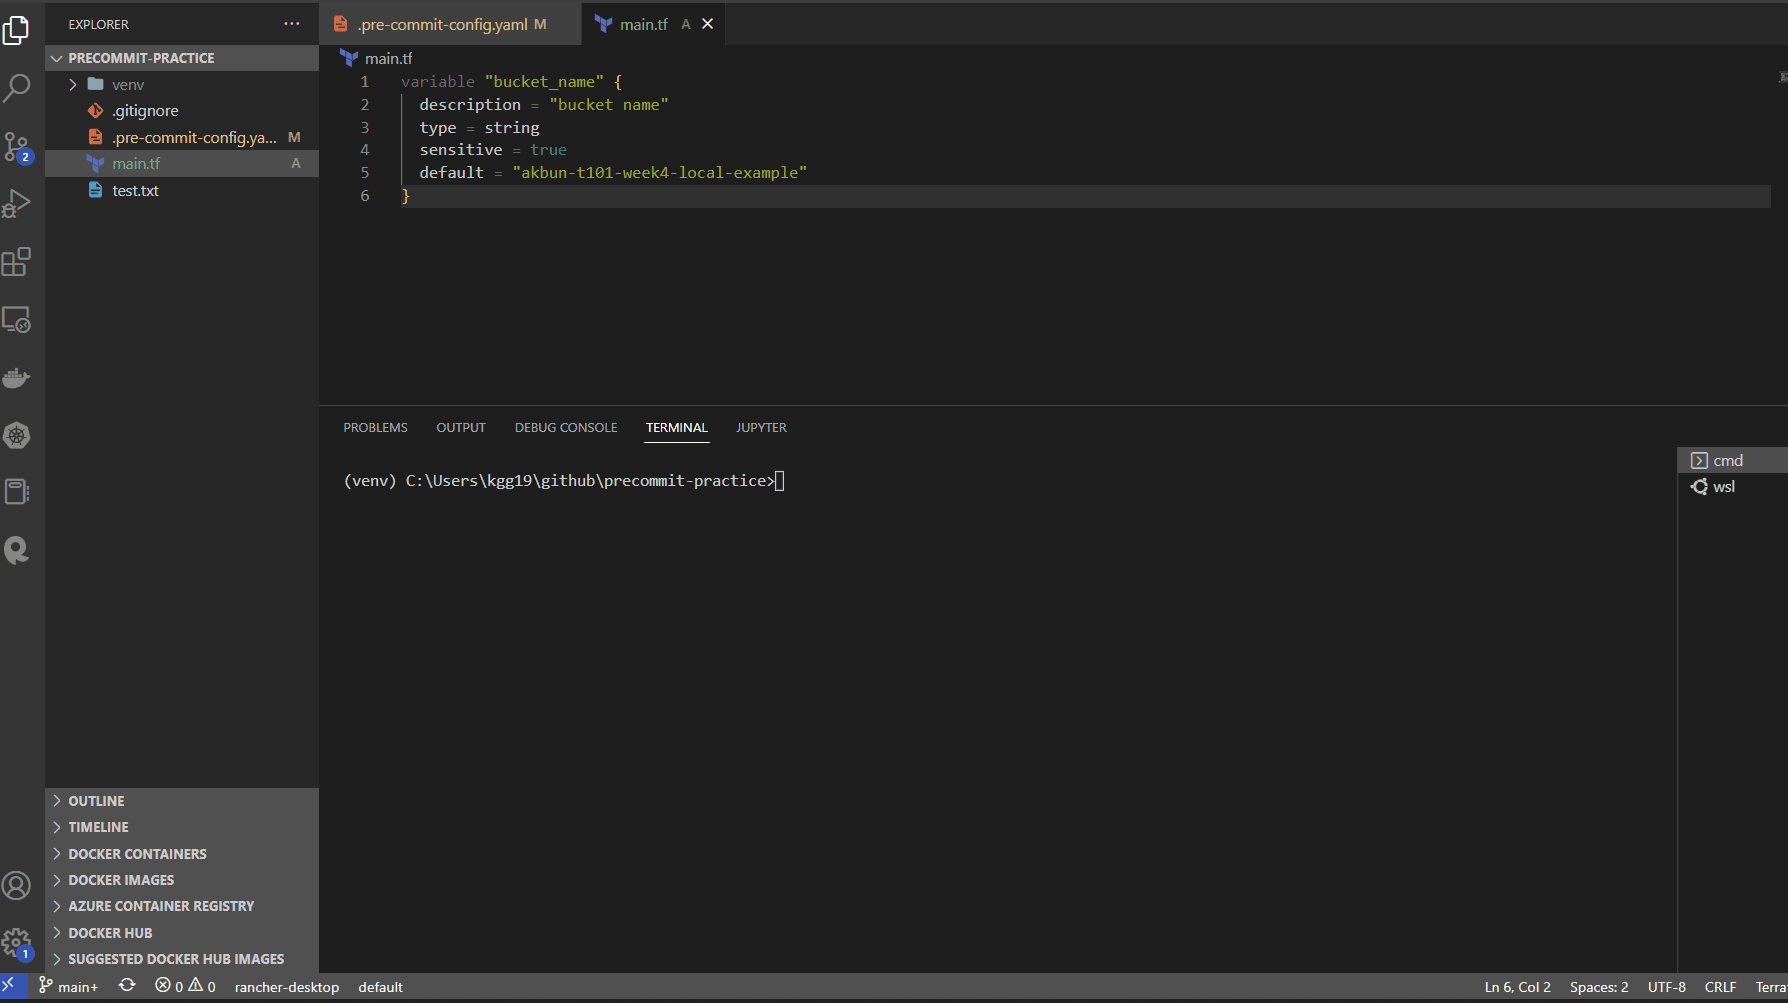 EXPLORER
PRECOMMIT-PRACTICE
venv
.gitignore
.pre-commit-config.ya... M
main.tf A
test.txt
2
OUTLINE
TIMELINE
DOCKER CONTAINERS
DOCKER IMAGES
AZURE CONTAINER REGISTRY
DOCKER HUB
SUGGESTED DOCKER HUB IMAGES
1
.pre-commit-config.yaml M
main.tf A
main.tf
1 variable "bucket_name" {
2 description = "bucket name"
3 type = string
4 sensitive = true
5 default = "akbun-t101-week4-local-example"
6 }
PROBLEMS OUTPUT DEBUG CONSOLE TERMINAL JUPYTER
(venv) C:\Users\kgg19\github\precommit-practice>
cmd
wsl
main+ 0 0 rancher-desktop default Ln 6, Col 2 Spaces: 2 UTF-8 CRLF Terra